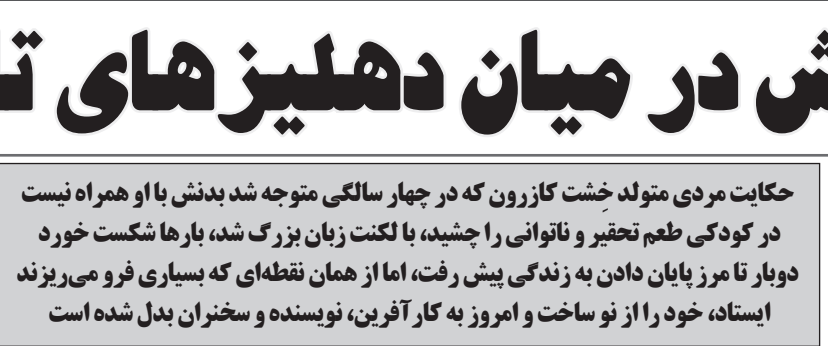 در میان دهلیزهای
حکایت مردی متولد خِشت کازرون که در چهار سالگی متوجه شد بدنش با او همراه نیست
در کودکی طعم تحقیر و ناتوانی را چشید، با لکنت زبان بزرگ شد، بارها شکست خورد
دوبار تا مرز پایان دادن به زندگی پیش رفت، اما از همان نقطه‌ای که بسیاری فرو می‌ریزند
ایستاد، خود را از نو ساخت و امروز به کارآفرین، نویسنده و سخنران بدل شده است